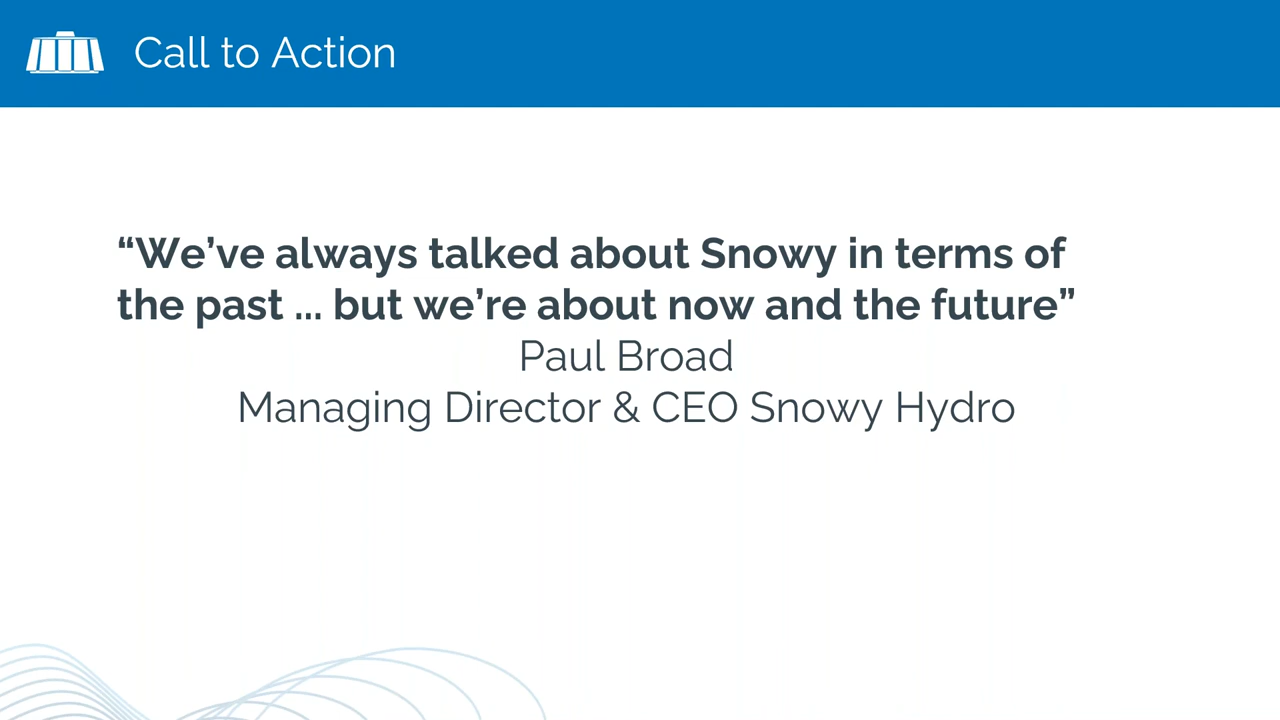 Call to Action
“We’ve always talked about Snowy in terms of
the past ... but we’re about now and the future”
Paul Broad
Managing Director & CEO Snowy Hydro